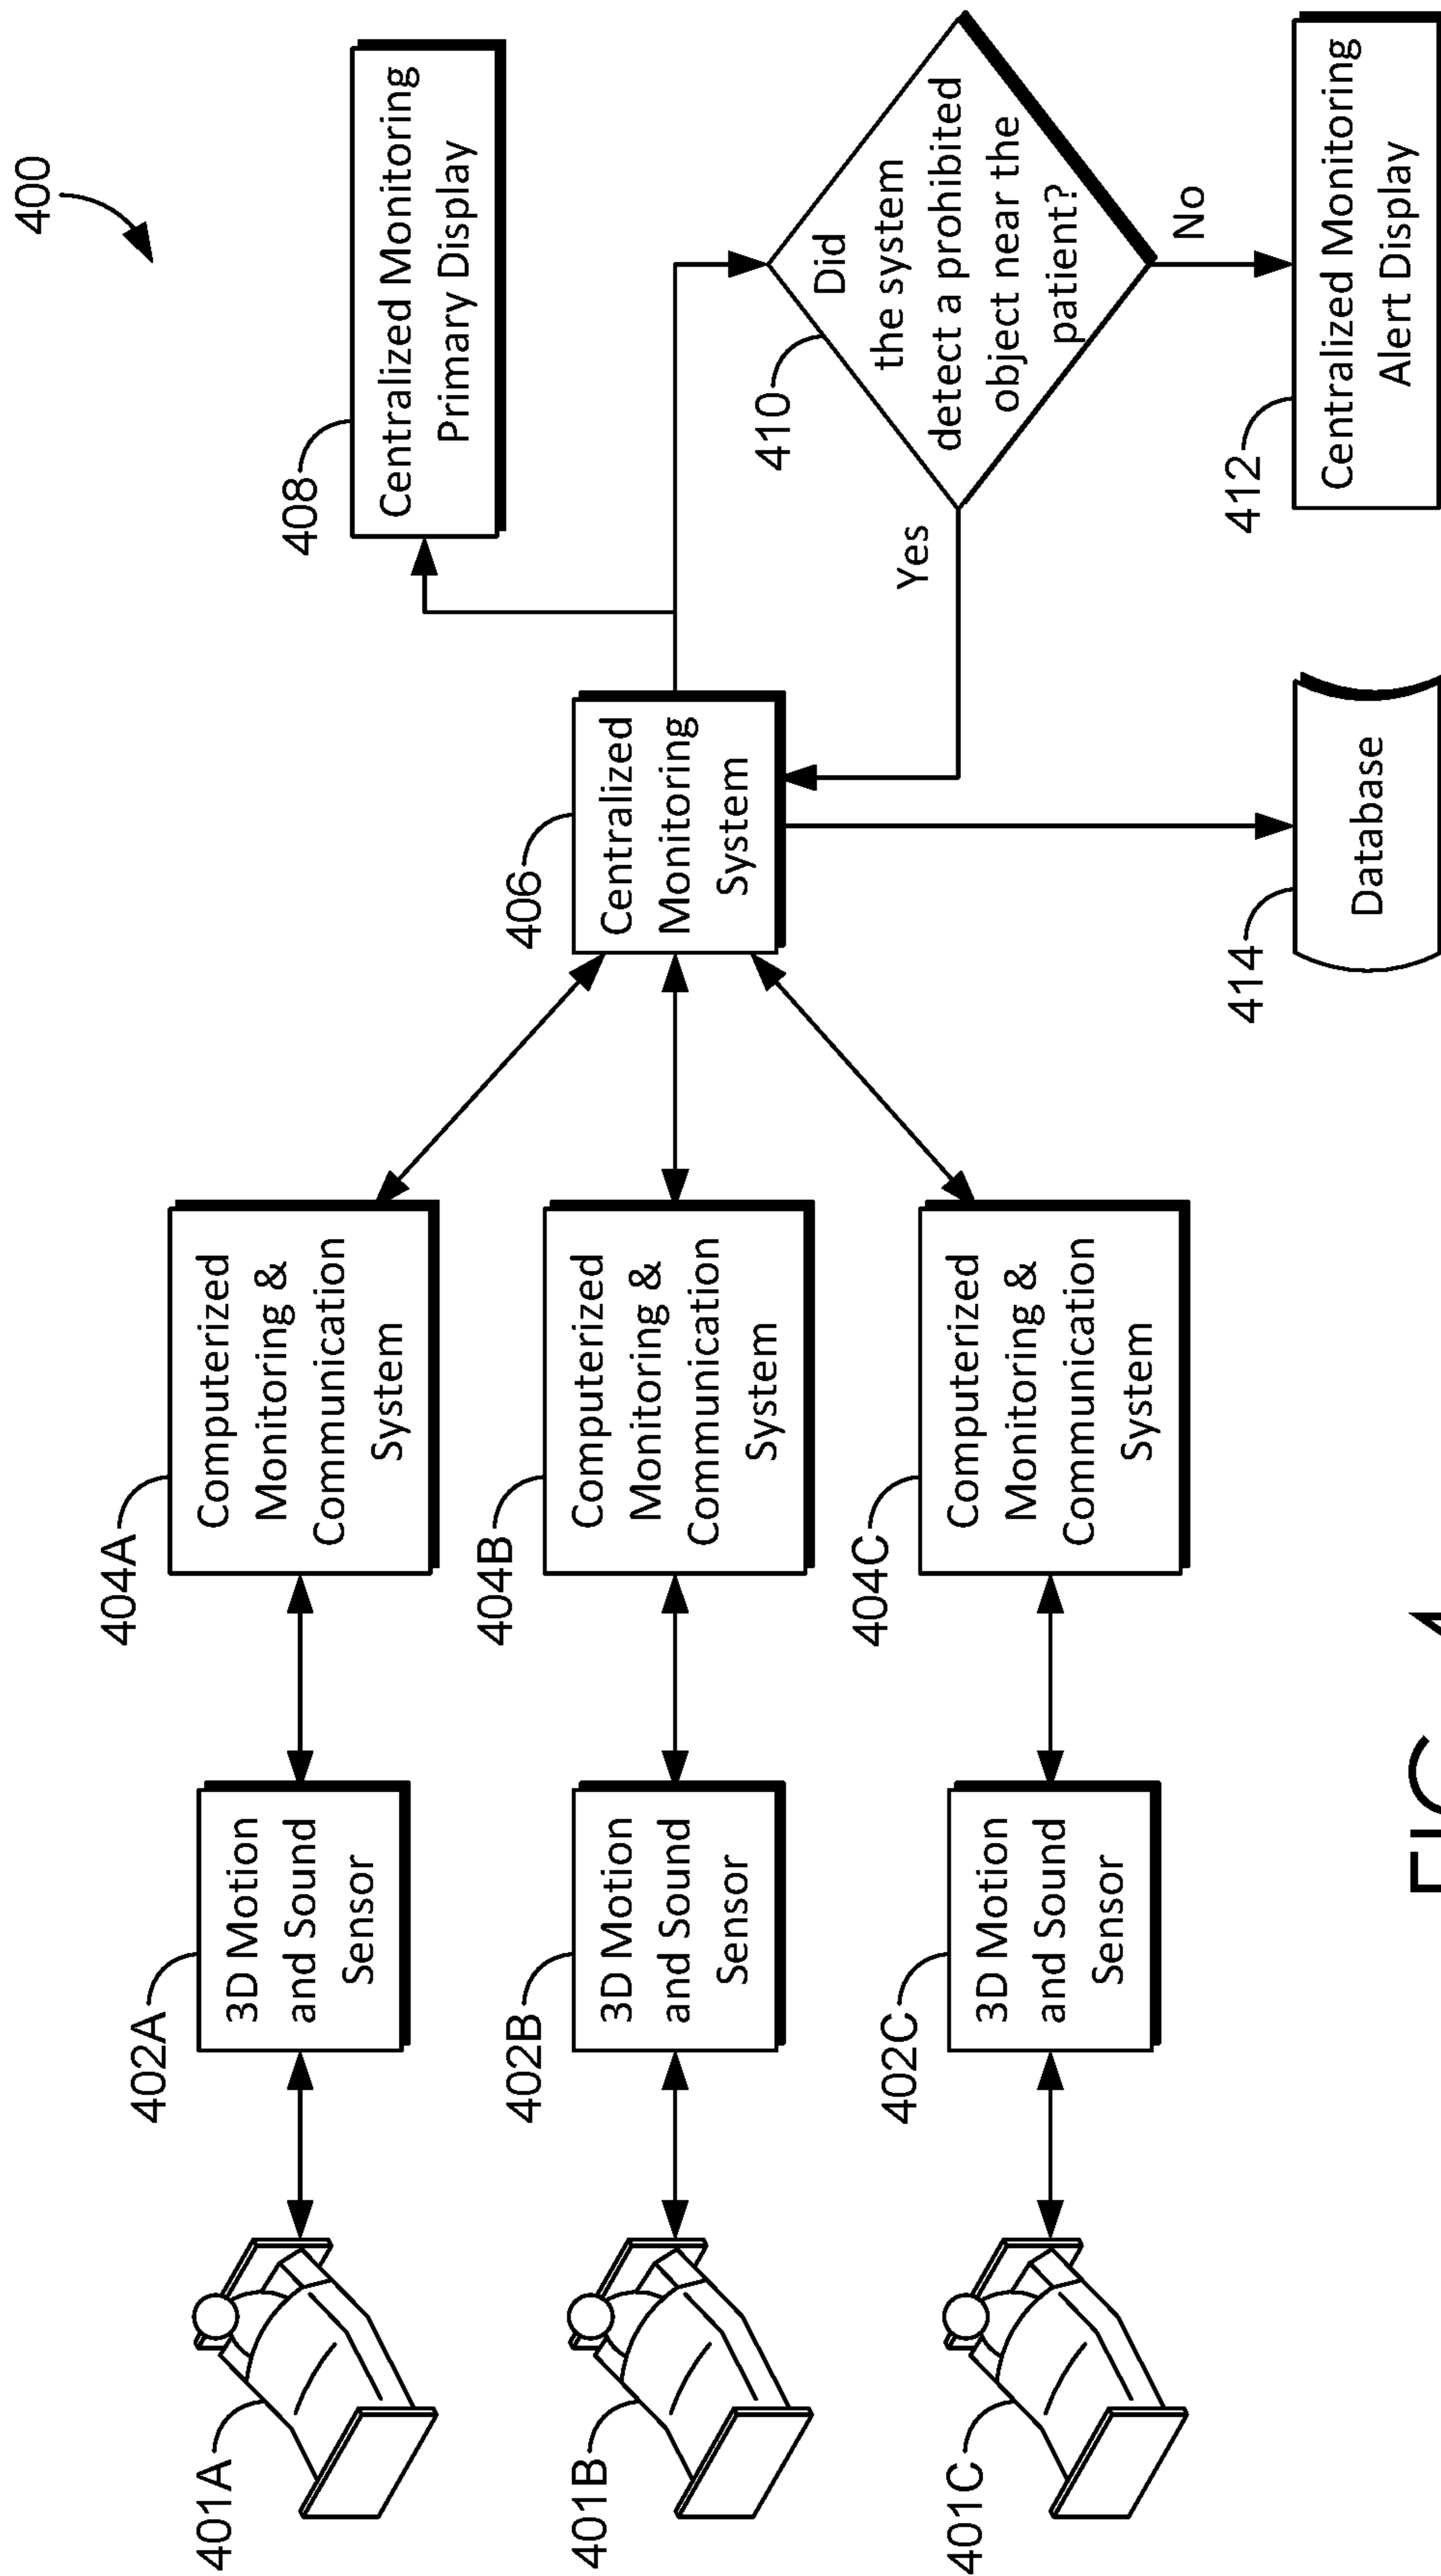 400
401A
402A
3D Motion
and Sound
Sensor
404A
Computerized
Monitoring &
Communication
System
401B
402B
3D Motion
and Sound
Sensor
404B
Computerized
Monitoring &
Communication
System
401C
402C
3D Motion
and Sound
Sensor
404C
Computerized
Monitoring &
Communication
System
406
Centralized
Monitoring
System
408
Centralized Monitoring
Primary Display
410
Did
the system
detect a prohibited
object near the
patient?
Yes
No
414
Database
412
Centralized Monitoring
Alert Display